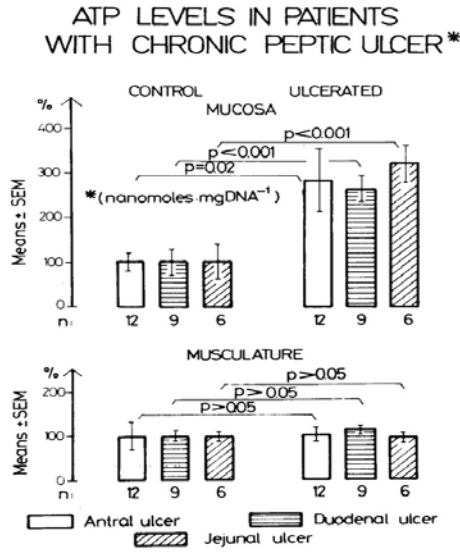 ATP LEVELS IN PATIENTS
WITH CHRONIC PEPTIC ULCER*
CONTROL ULCERATED
MUCOSA
%
400
300
200
100
0
Means ± SEM
p<0.001
p<0.001
p=0.02
*(nanomoles·mgDNA⁻¹)
n: 12 9 6 12 9 6
MUSCULATURE
%
200
100
0
Means ± SEM
p>0.05
p>0.05
p>0.05
n: 12 9 6 12 9 6
Antral ulcer Duodenal ulcer
Jejunal ulcer